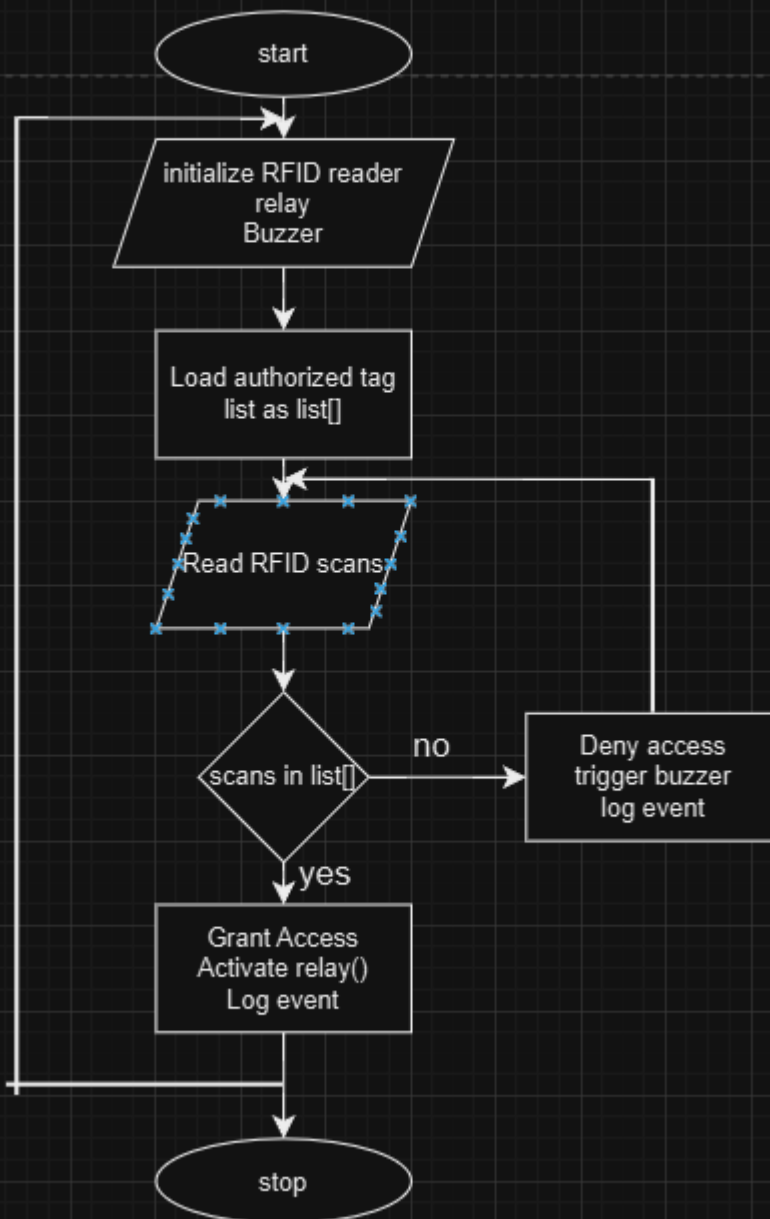 start
initialize RFID reader
relay
Buzzer
Load authorized tag
list as list[]
Read RFID scans
scans in list[]
no
Deny access
trigger buzzer
log event
yes
Grant Access
Activate relay()
Log event
stop